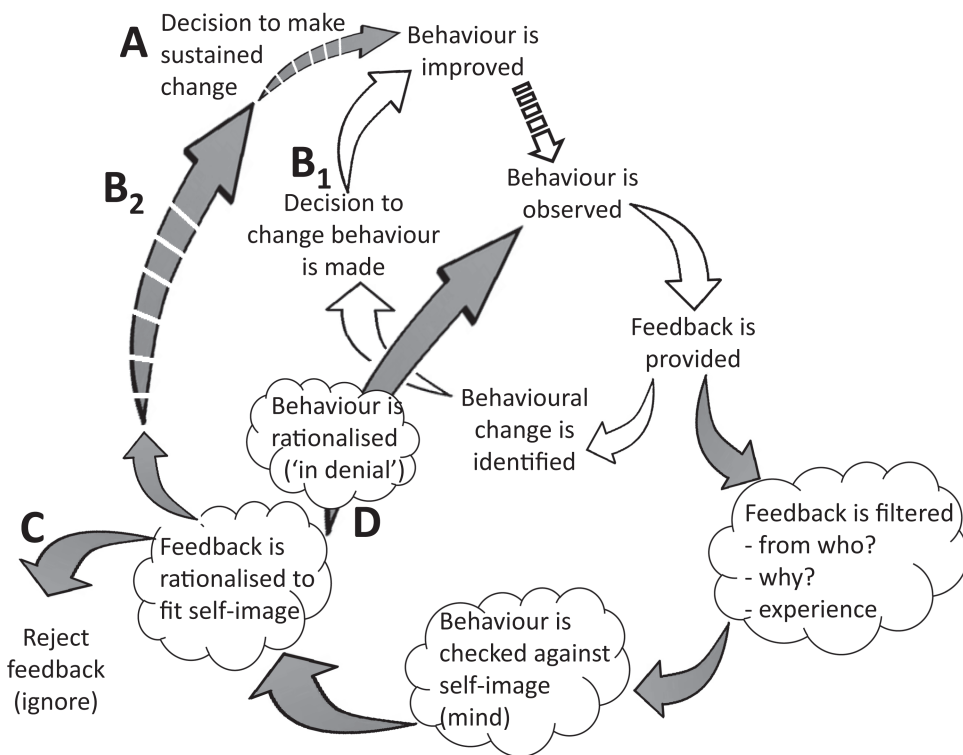 A
Decision to make
sustained
change
Behaviour is
improved
B1
Decision to
change behaviour
is made
B2
Behaviour is
observed
Feedback is
provided
Behavioural
change is
identified
Behaviour is
rationalised
(‘in denial’)
D
Feedback is filtered
- from who?
- why?
- experience
Behaviour is
checked against
self-image
(mind)
Feedback is
rationalised to
fit self-image
C
Reject
feedback
(ignore)